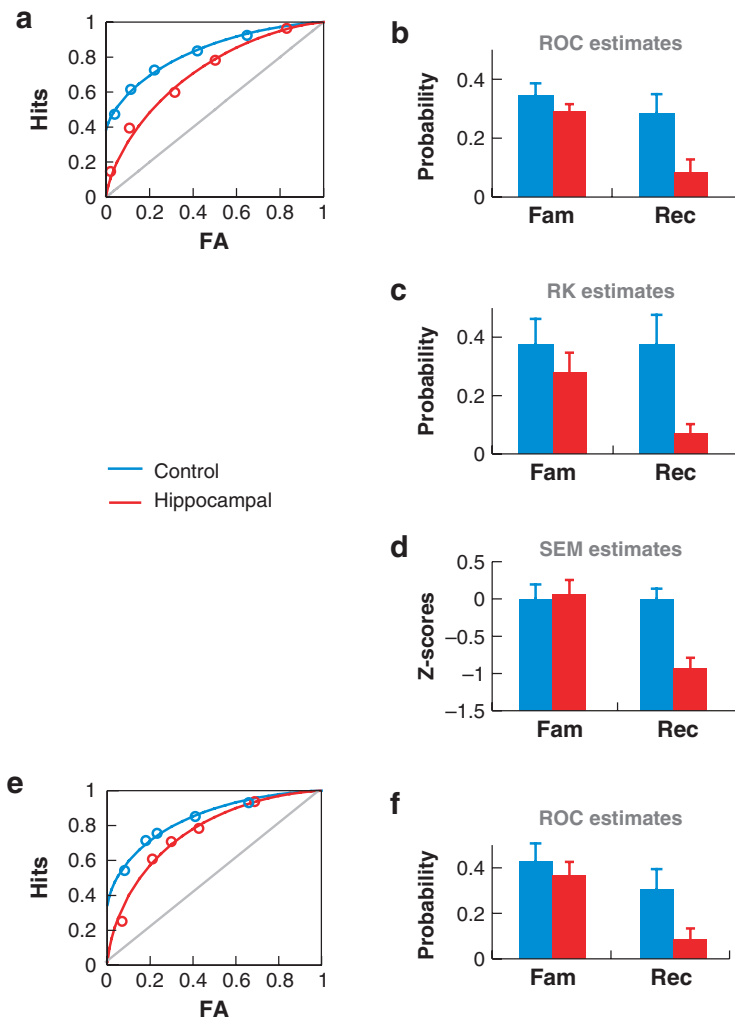 a
1
0.8
0.6
0.4
0.2
0
Hits
0 0.2 0.4 0.6 0.8 1
FA
b
ROC estimates
0.4
0.2
0
Probability
Fam Rec
c
RK estimates
0.4
0.2
0
Probability
Fam Rec
Control
Hippocampal
d
SEM estimates
0.5
0
−0.5
−1
−1.5
Z-scores
Fam Rec
e
1
0.8
0.6
0.4
0.2
0
Hits
0 0.2 0.4 0.6 0.8 1
FA
f
ROC estimates
0.4
0.2
0
Probability
Fam Rec